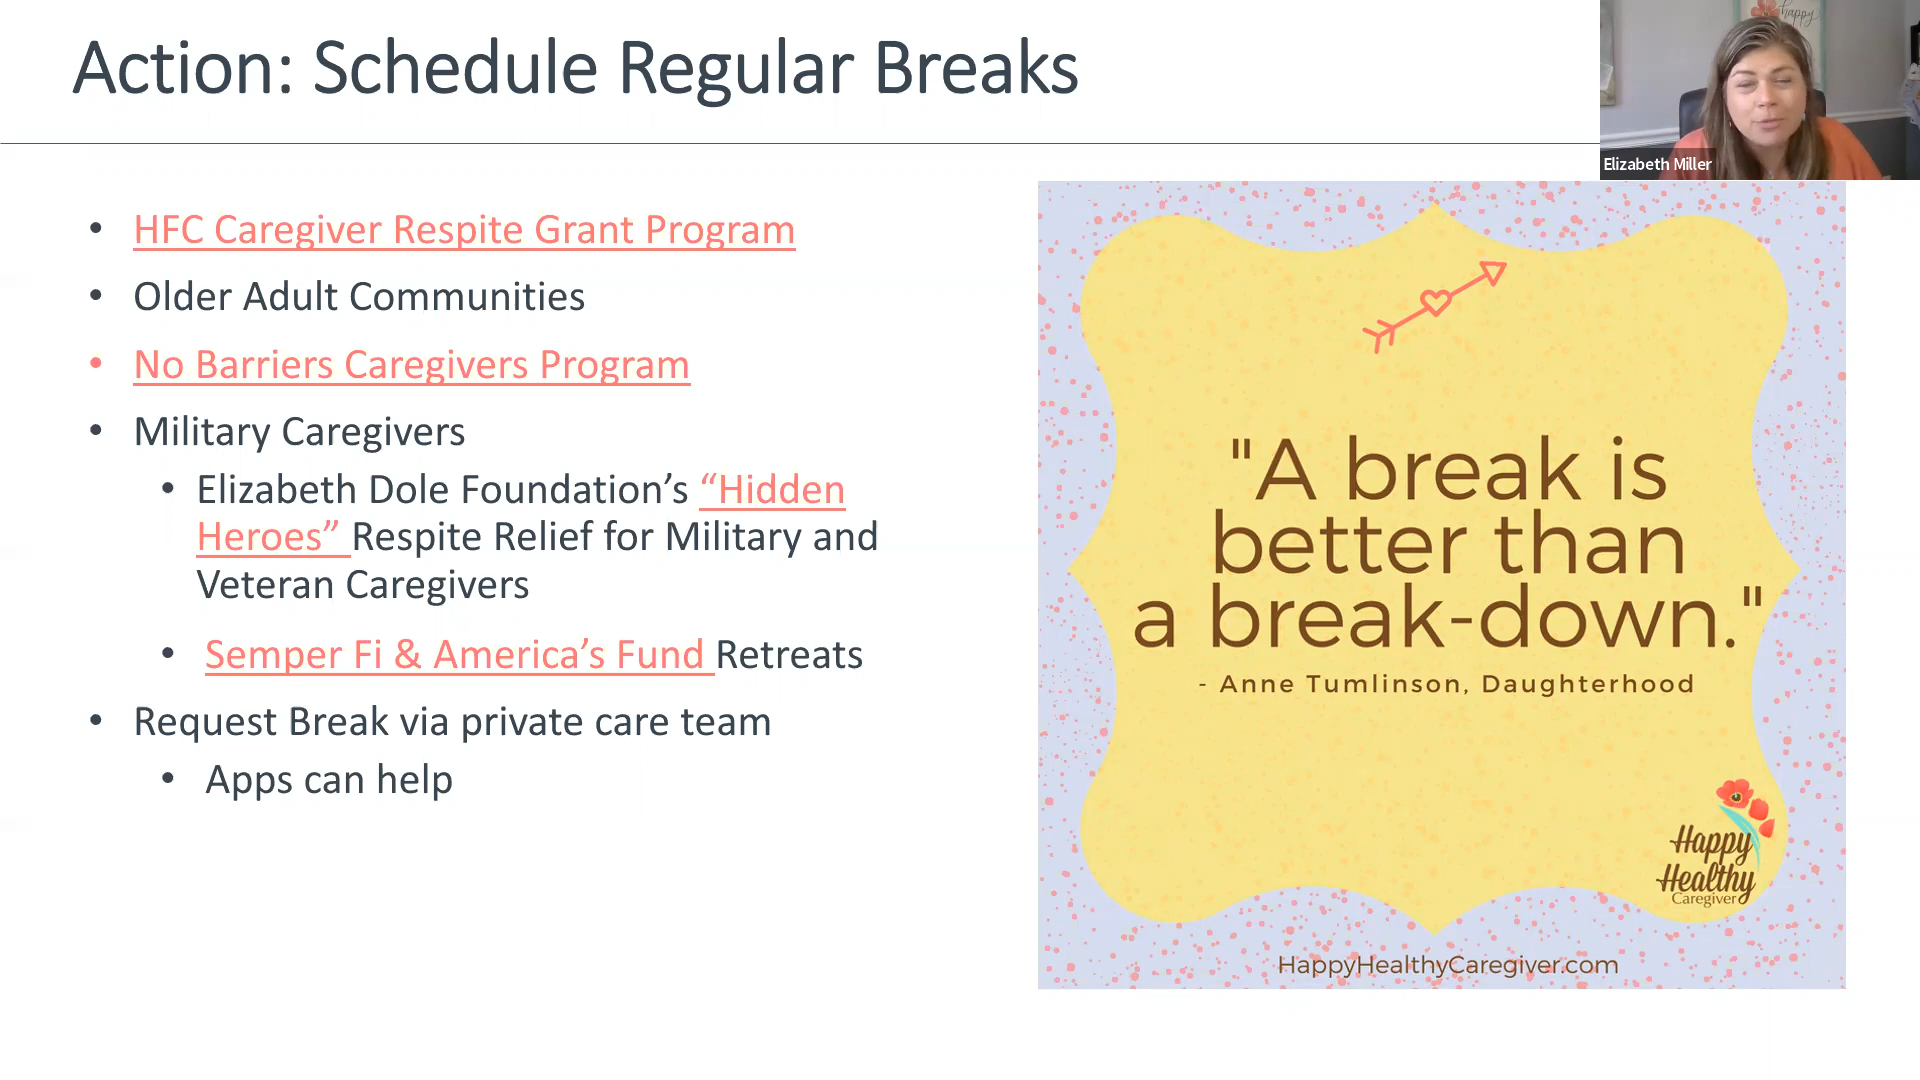 Action: Schedule Regular Breaks
happy
Elizabeth Miller
• HFC Caregiver Respite Grant Program
• Older Adult Communities
• No Barriers Caregivers Program
• Military Caregivers
• Elizabeth Dole Foundation’s “Hidden
Heroes” Respite Relief for Military and
Veteran Caregivers
• Semper Fi & America’s Fund Retreats
• Request Break via private care team
• Apps can help
"A break is
better than
a break-down."
- Anne Tumlinson, Daughterhood
Happy
Healthy
Caregiver
HappyHealthyCaregiver.com